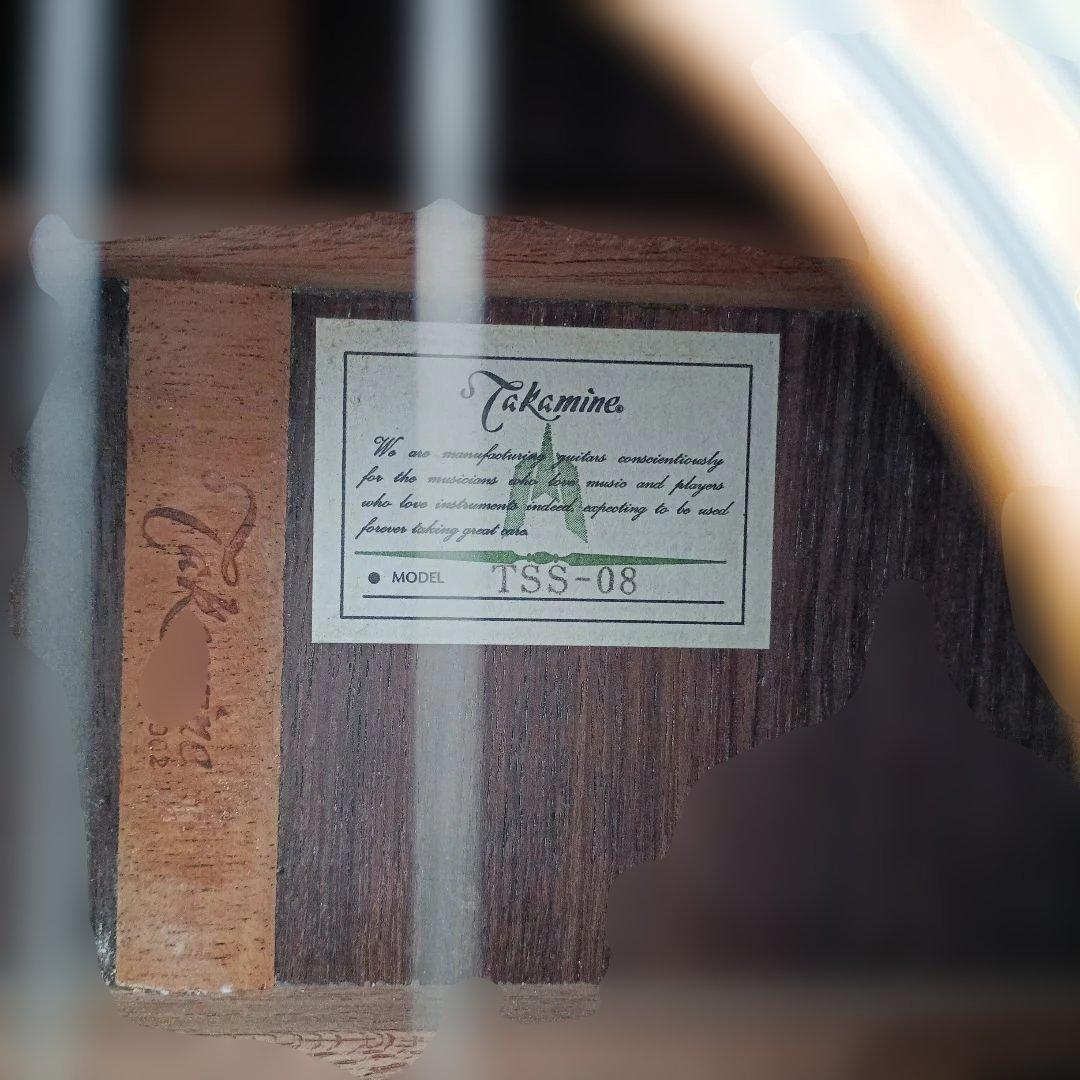 Takamine®
We are manufacturing guitars conscientiously
for the musicians who love music and players
who love instruments indeed, expecting to be used
forever taking great care.
● MODEL TSS-08